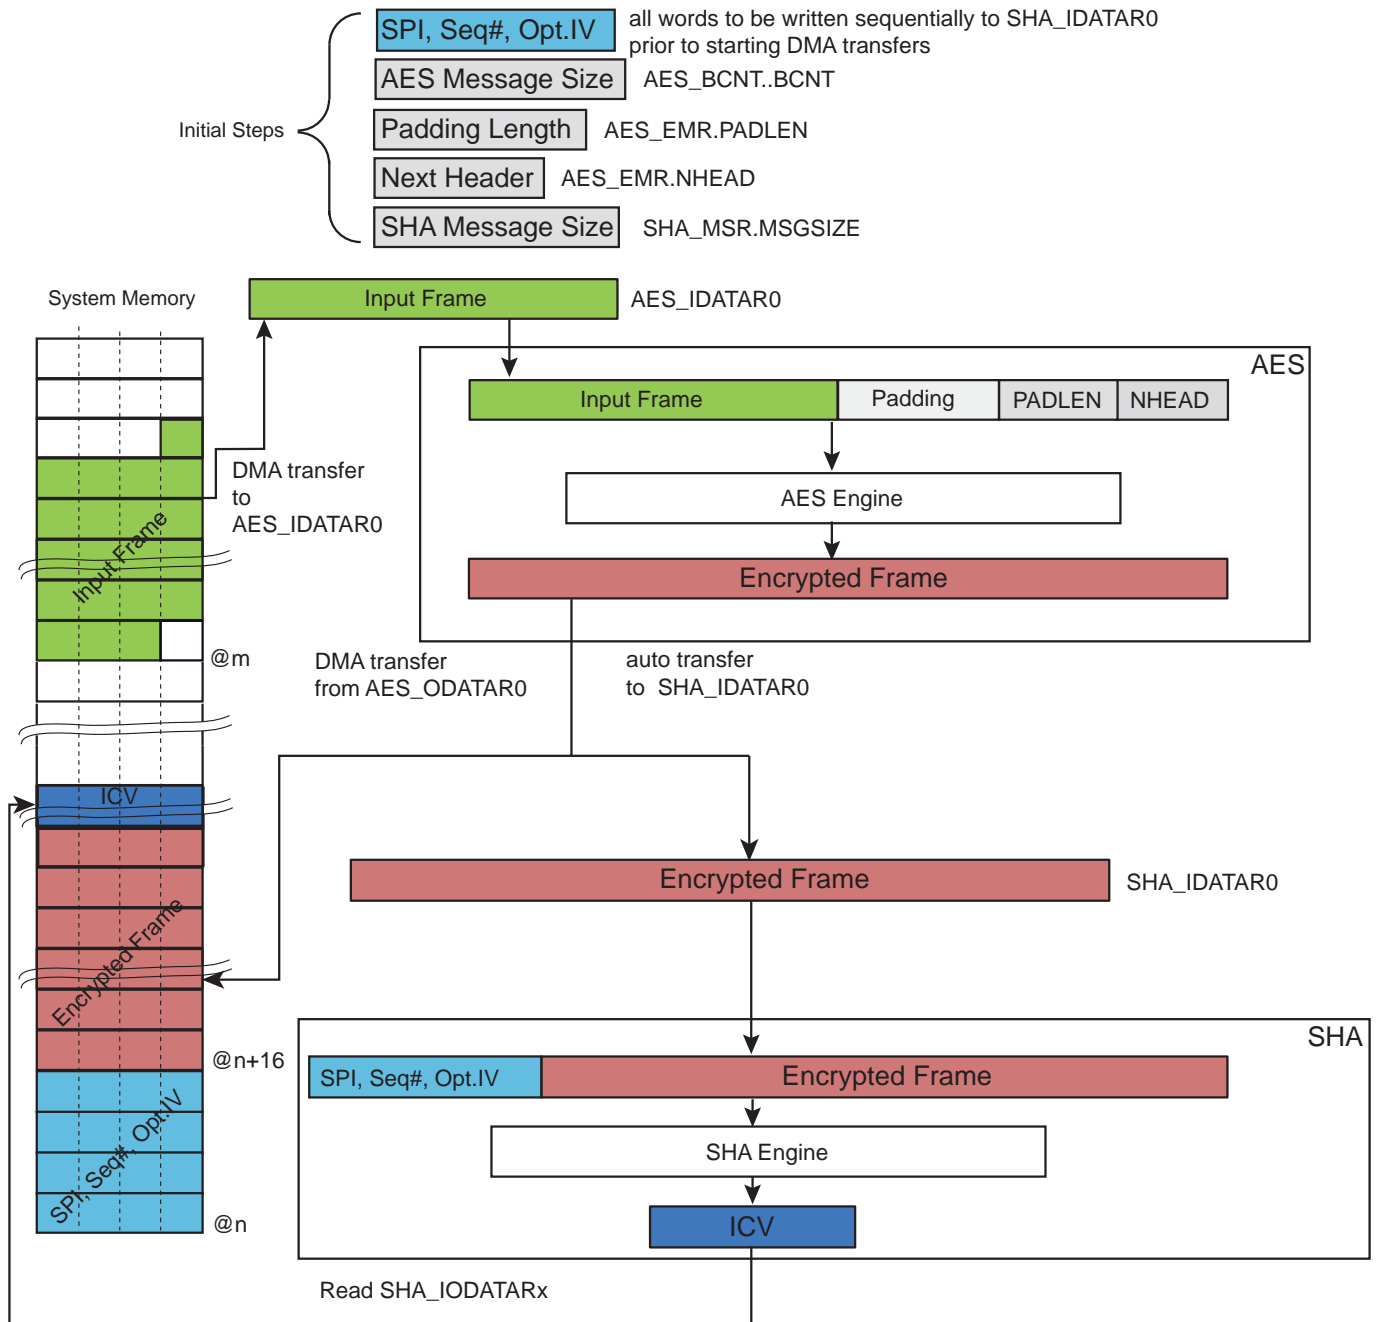 SPI, Seq#, Opt.IV
all words to be written sequentially to SHA_IDATAR0
prior to starting DMA transfers
AES Message Size
AES_BCNT..BCNT
Initial Steps
Padding Length
AES_EMR.PADLEN
Next Header
AES_EMR.NHEAD
SHA Message Size
SHA_MSR.MSGSIZE
System Memory
Input Frame
AES_IDATAR0
AES
Input Frame
Padding
PADLEN
NHEAD
DMA transfer
to
AES_IDATAR0
AES Engine
Input Frame
Encrypted Frame
@m
DMA transfer
from AES_ODATAR0
auto transfer
to SHA_IDATAR0
ICV
Encrypted Frame
SHA_IDATAR0
Encrypted Frame
SHA
@n+16
SPI, Seq#, Opt.IV
Encrypted Frame
SHA Engine
SPI, Seq#, Opt.IV
@n
ICV
Read SHA_IODATARx